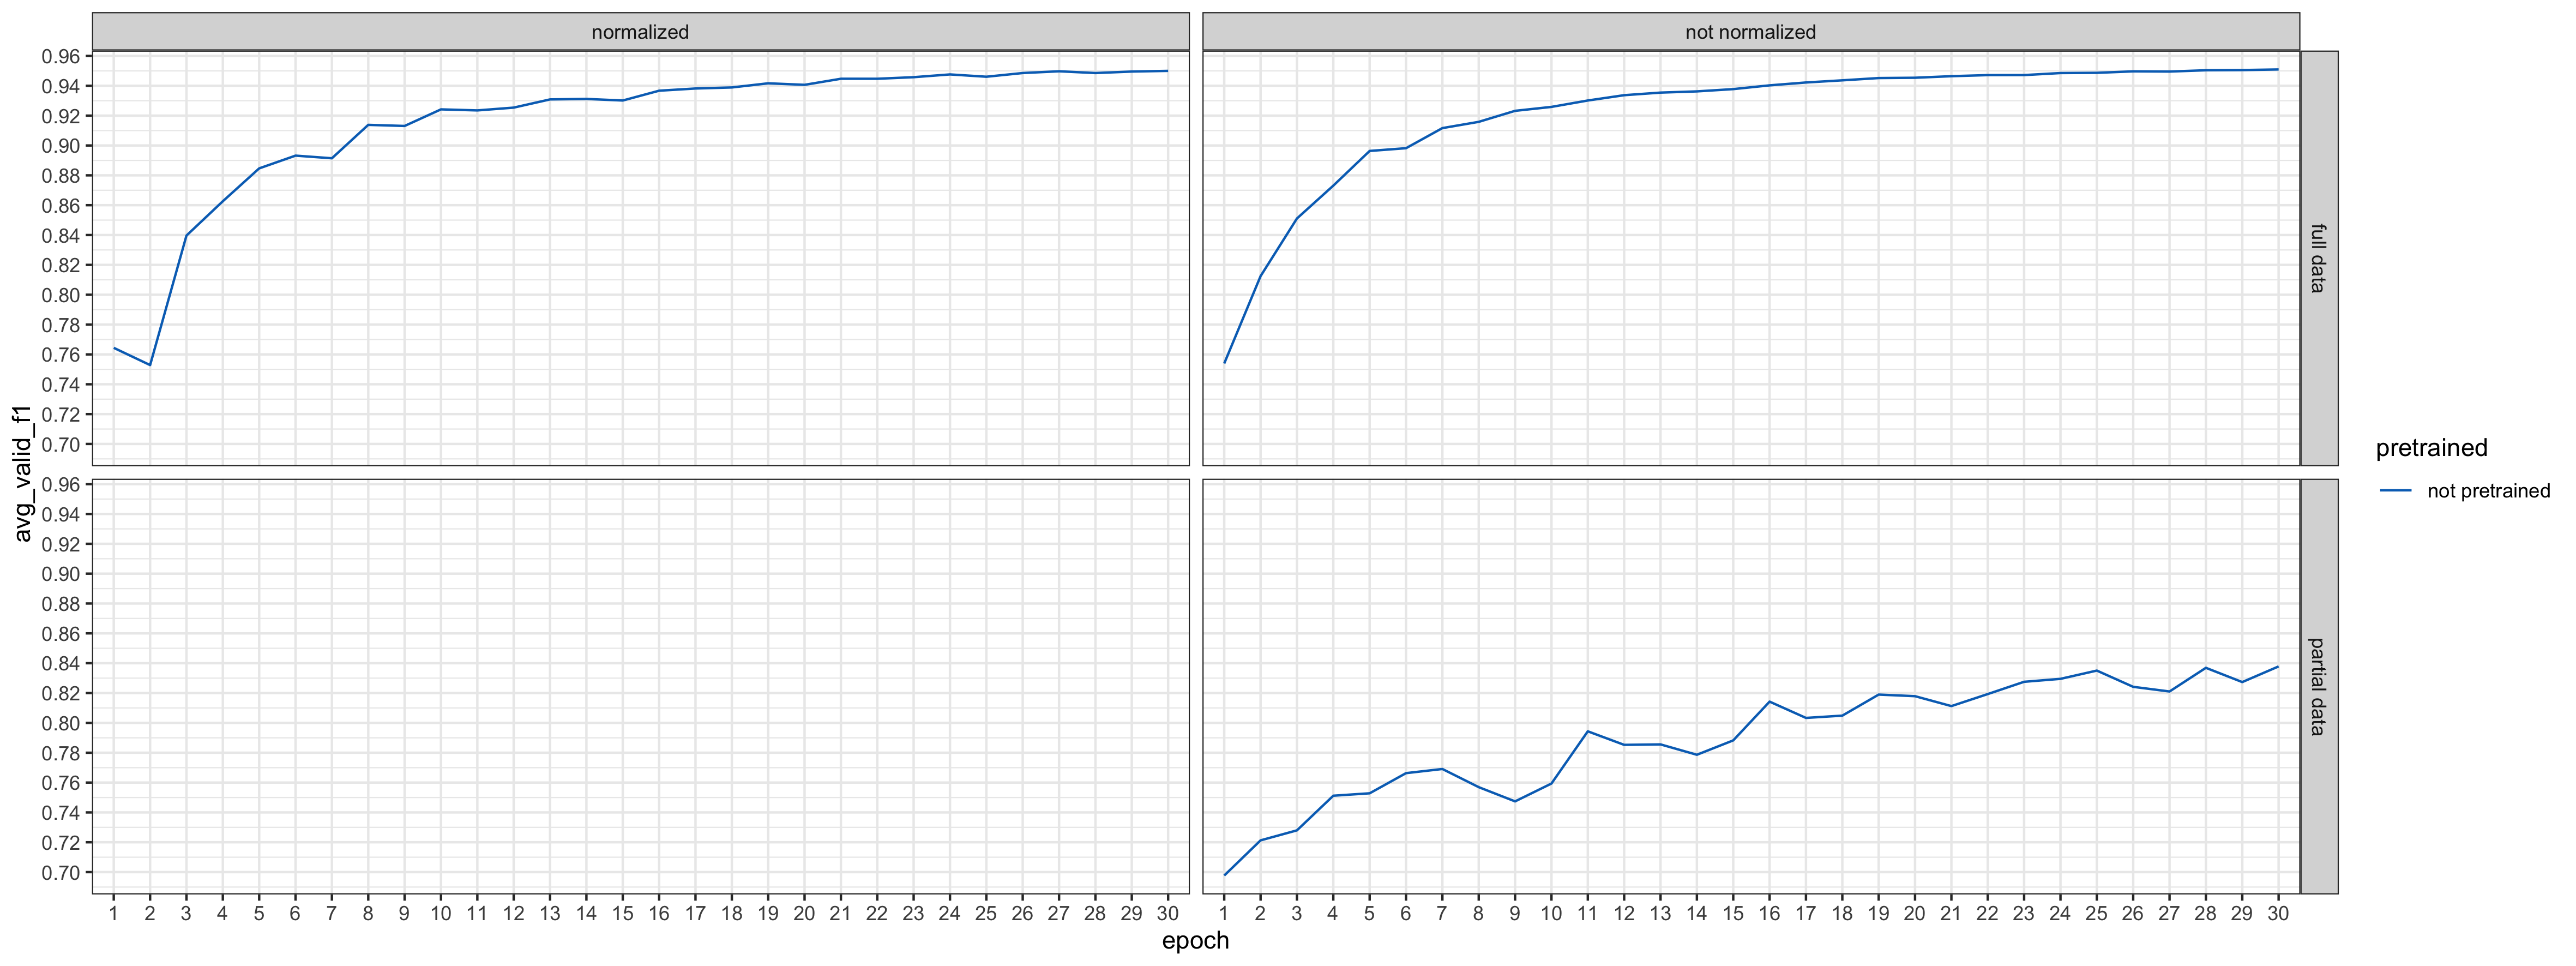 normalized
not normalized
0.96
0.94
0.92
0.90
0.88
0.86
0.84
0.82
0.80
0.78
0.76
0.74
0.72
0.70
full data
avg_valid_f1
pretrained
not pretrained
0.96
0.94
0.92
0.90
0.88
0.86
0.84
0.82
0.80
0.78
0.76
0.74
0.72
0.70
partial data
1 2 3 4 5 6 7 8 9 10 11 12 13 14 15 16 17 18 19 20 21 22 23 24 25 26 27 28 29 30
1 2 3 4 5 6 7 8 9 10 11 12 13 14 15 16 17 18 19 20 21 22 23 24 25 26 27 28 29 30
epoch